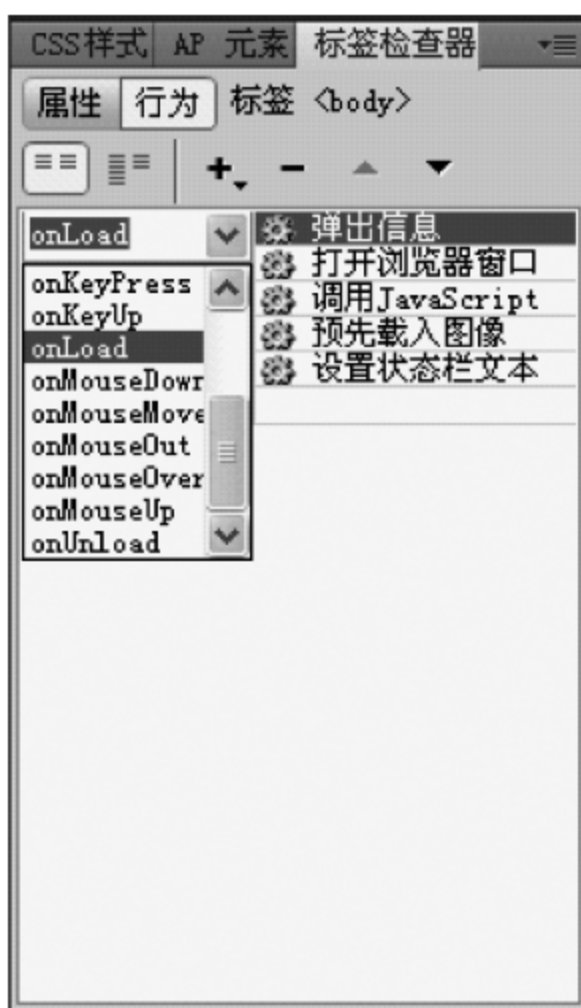 CSS样式 AP 元素 标签检查器
属性 行为 标签 <body>
onLoad 弹出信息
打开浏览器窗口
调用JavaScript
预先载入图像
设置状态栏文本
onKeyPress
onKeyUp
onLoad
onMouseDown
onMouseMove
onMouseOut
onMouseOver
onMouseUp
onUnload